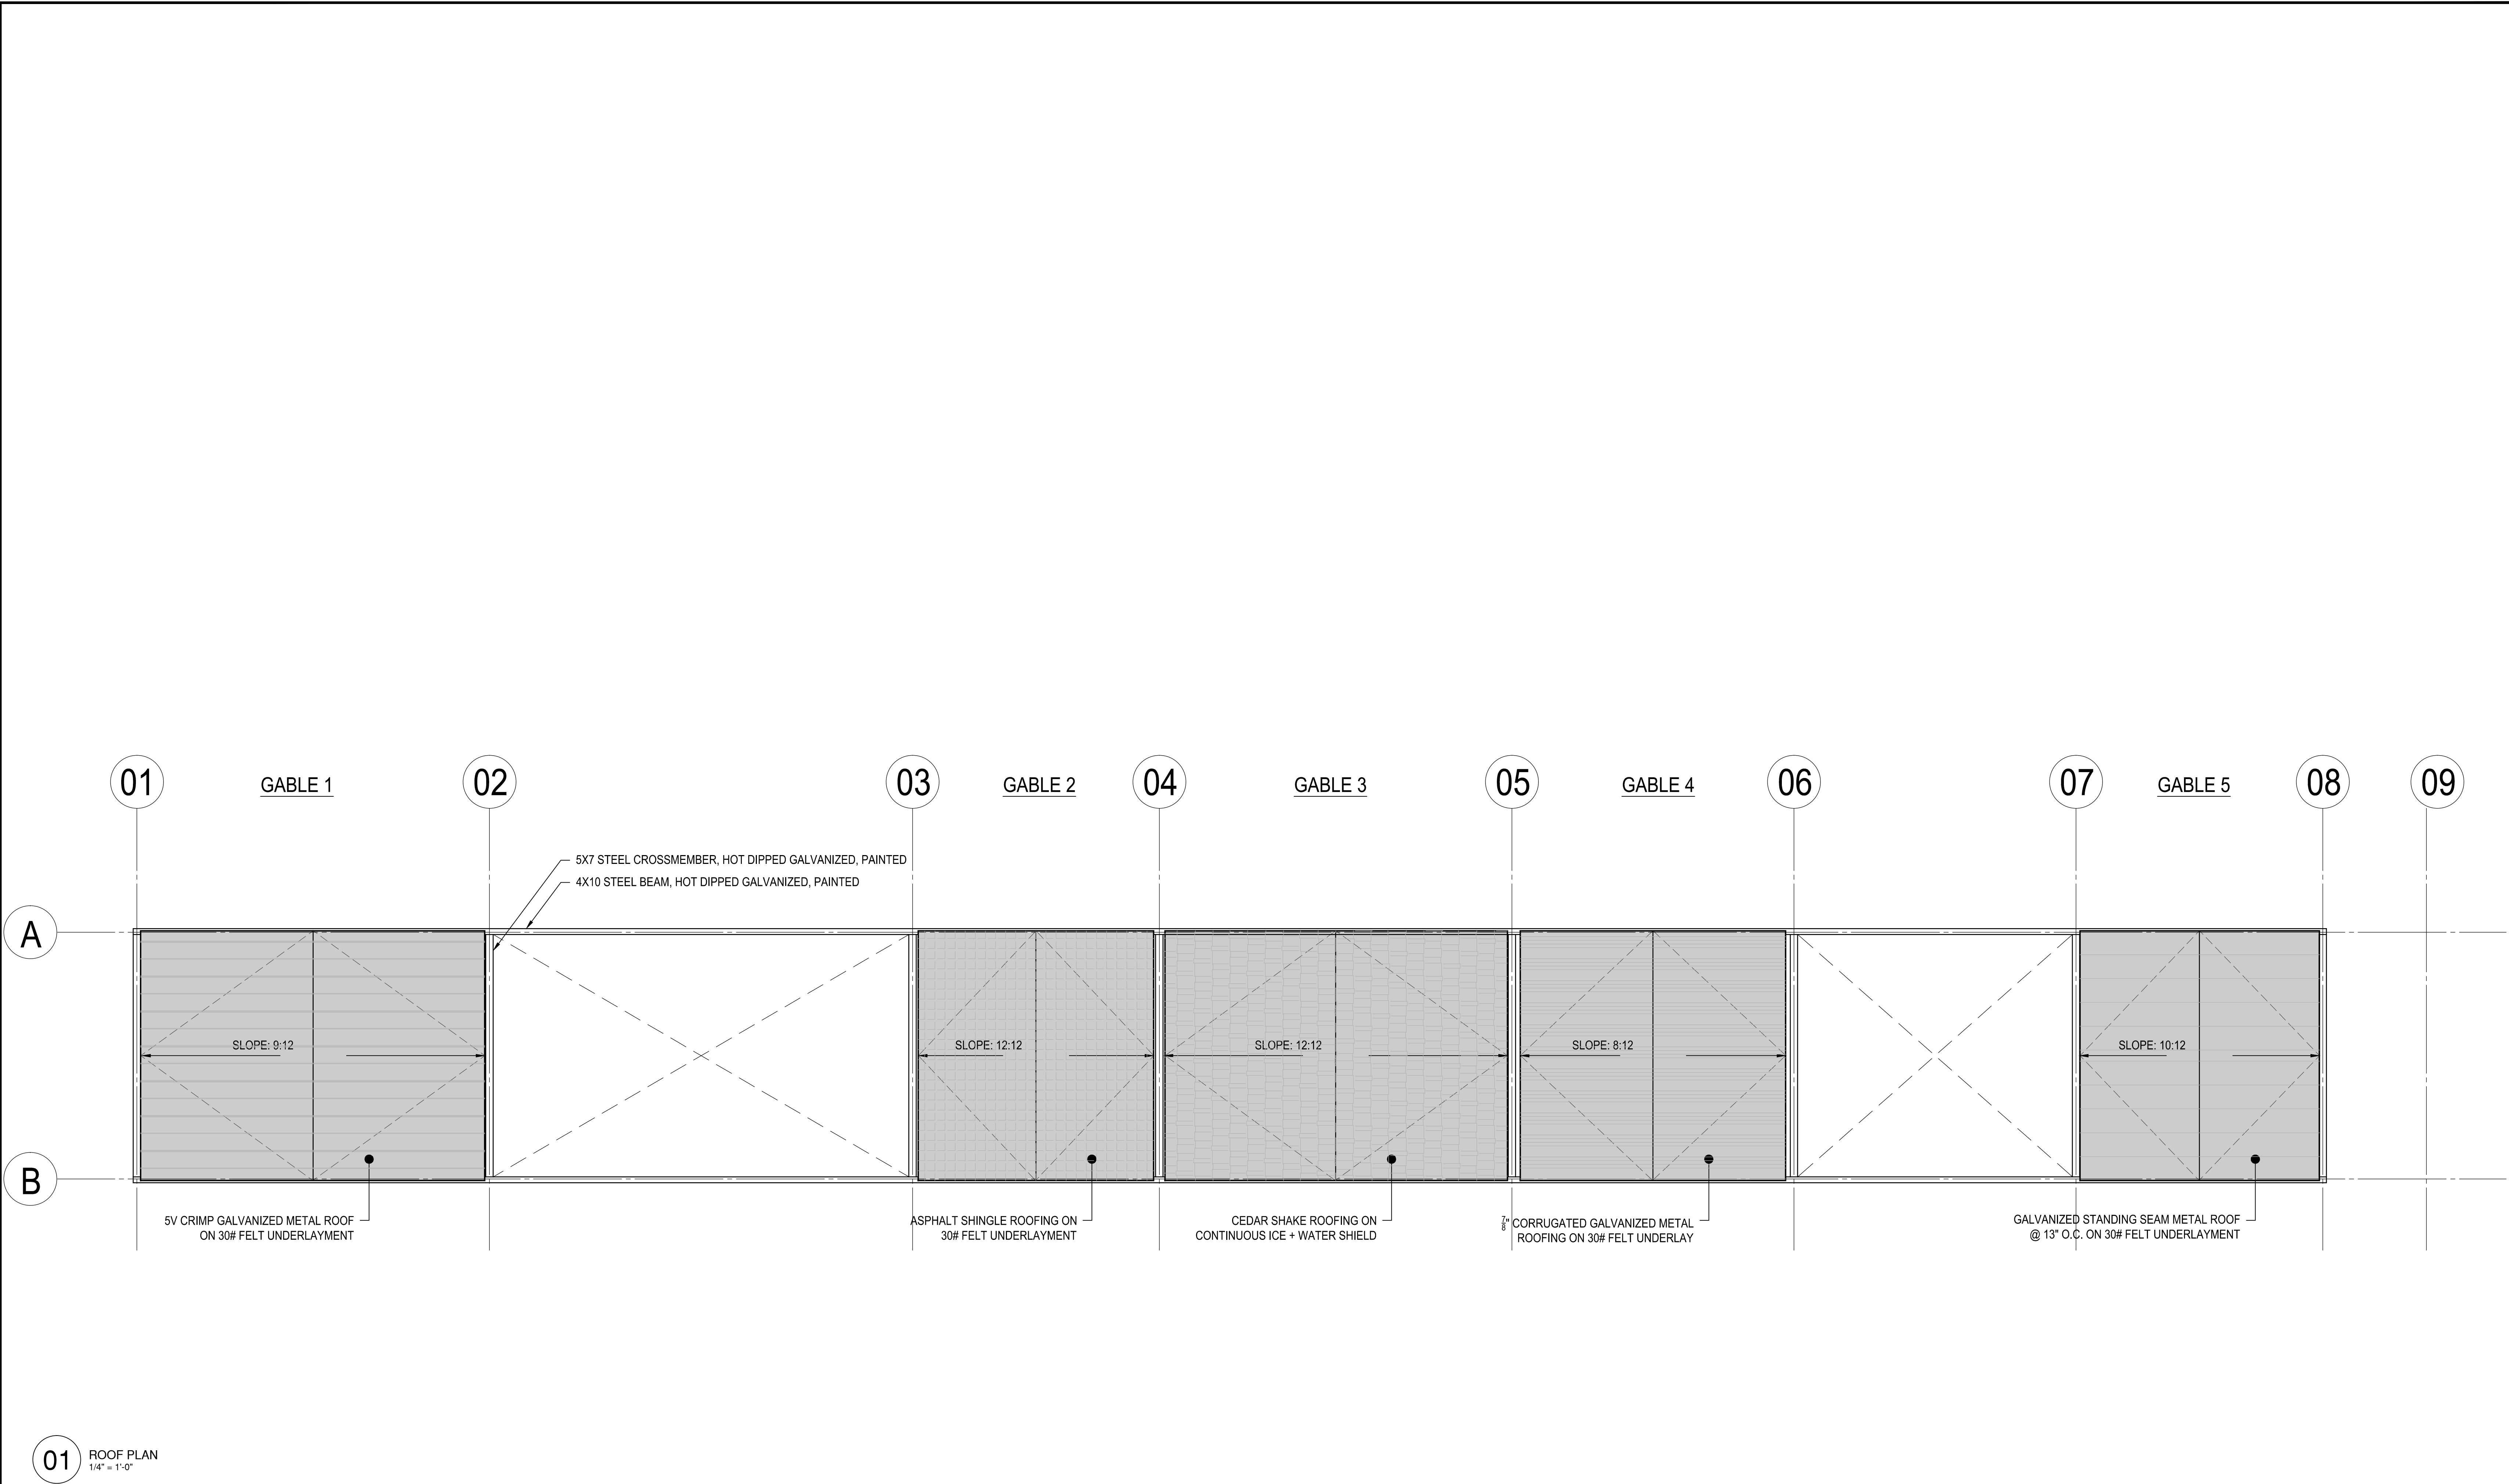 01
GABLE 1
02
03
GABLE 2
04
GABLE 3
05
GABLE 4
06
07
GABLE 5
08
09
5X7 STEEL CROSSMEMBER, HOT DIPPED GALVANIZED, PAINTED
4X10 STEEL BEAM, HOT DIPPED GALVANIZED, PAINTED
A
SLOPE: 9:12
SLOPE: 12:12
SLOPE: 12:12
SLOPE: 8:12
SLOPE: 10:12
B
5V CRIMP GALVANIZED METAL ROOF
ON 30# FELT UNDERLAYMENT
ASPHALT SHINGLE ROOFING ON
30# FELT UNDERLAYMENT
CEDAR SHAKE ROOFING ON
CONTINUOUS ICE + WATER SHIELD
7/8" CORRUGATED GALVANIZED METAL
ROOFING ON 30# FELT UNDERLAY
GALVANIZED STANDING SEAM METAL ROOF
@ 13" O.C. ON 30# FELT UNDERLAYMENT
01
ROOF PLAN
1/4" = 1'-0"